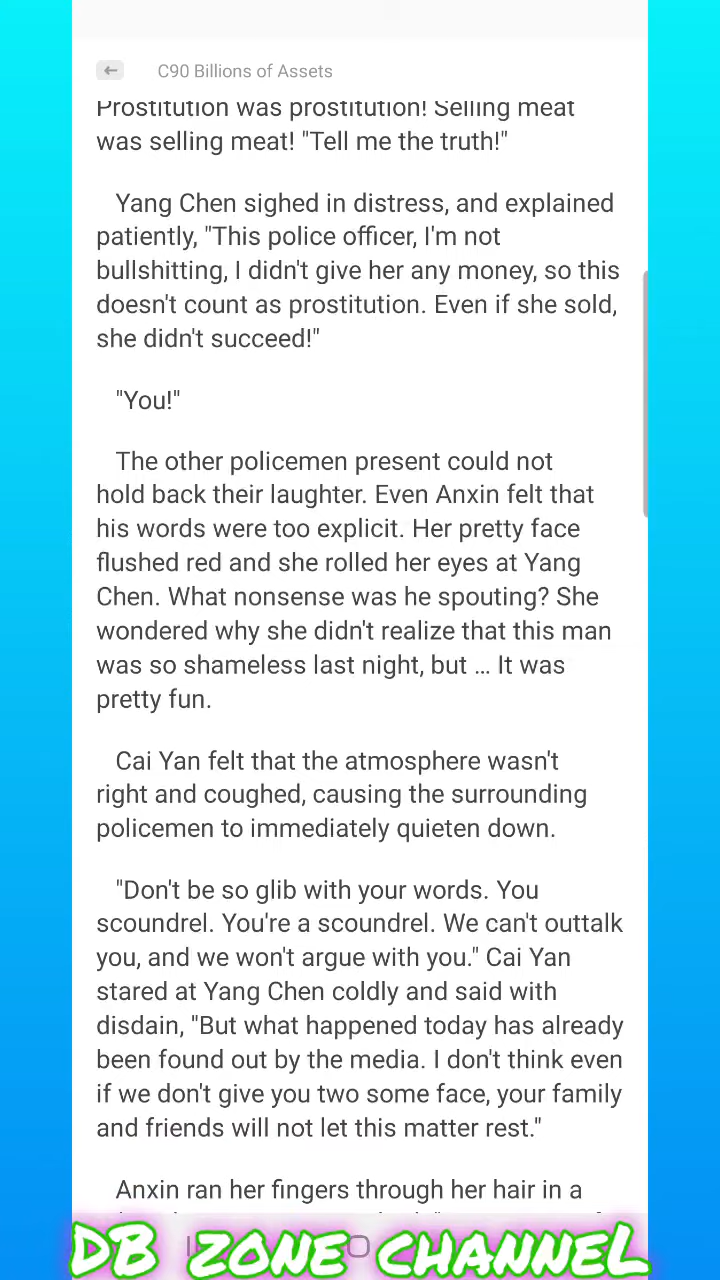 C90 Billions of Assets
Prostitution was prostitution! Selling meat
was selling meat! "Tell me the truth!"
Yang Chen sighed in distress, and explained
patiently, "This police officer, I'm not
bullshitting, I didn't give her any money, so this
doesn't count as prostitution. Even if she sold,
she didn't succeed!"
"You!"
The other policemen present could not
hold back their laughter. Even Anxin felt that
his words were too explicit. Her pretty face
flushed red and she rolled her eyes at Yang
Chen. What nonsense was he spouting? She
wondered why she didn't realize that this man
was so shameless last night, but ... It was
pretty fun.
Cai Yan felt that the atmosphere wasn't
right and coughed, causing the surrounding
policemen to immediately quieten down.
"Don't be so glib with your words. You
scoundrel. You're a scoundrel. We can't outtalk
you, and we won't argue with you." Cai Yan
stared at Yang Chen coldly and said with
disdain, "But what happened today has already
been found out by the media. I don't think even
if we don't give you two some face, your family
and friends will not let this matter rest."
Anxin ran her fingers through her hair in a
DB ZONE CHANNEL